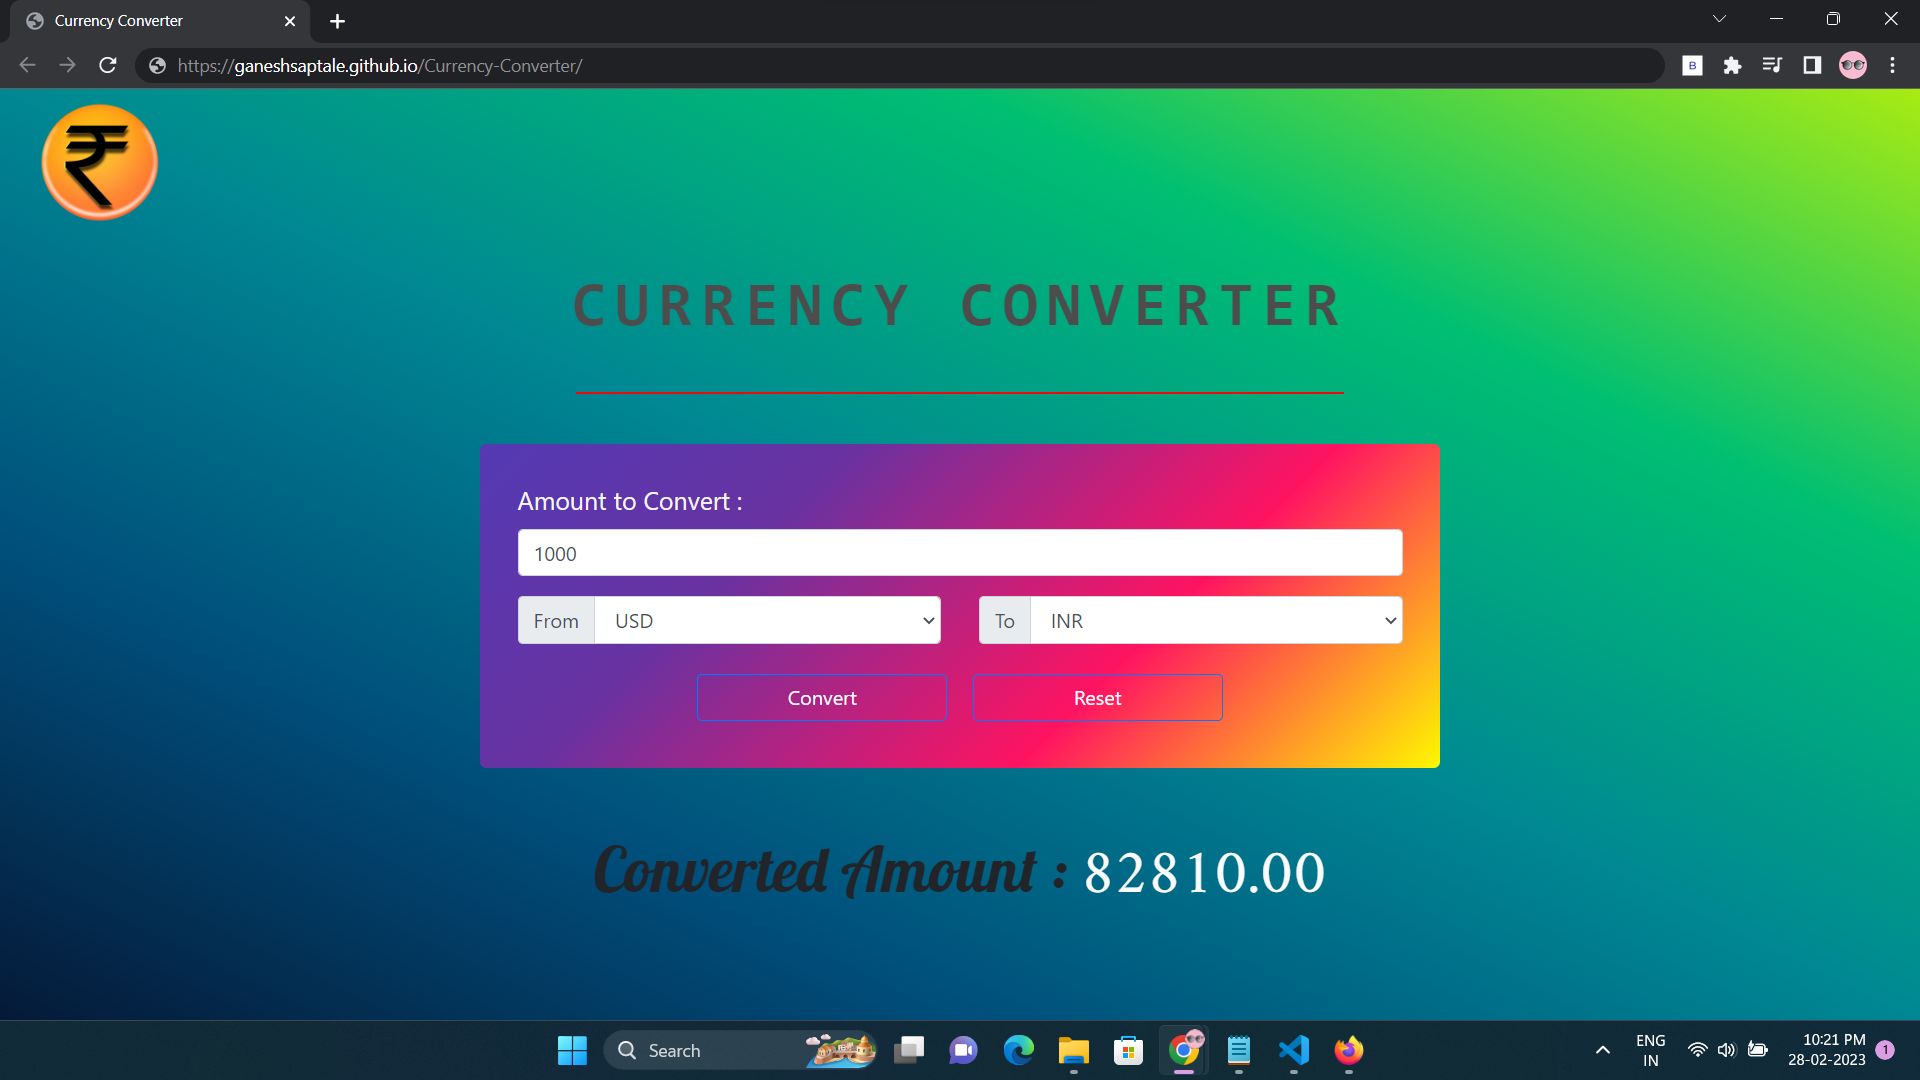 Currency Converter
https://ganeshsaptale.github.io/Currency-Converter/
B
₹
CURRENCY CONVERTER
Amount to Convert :
1000
From USD To INR
Convert Reset
Converted Amount : 82810.00
Search
ENG
IN
10:21 PM
28-02-2023
1